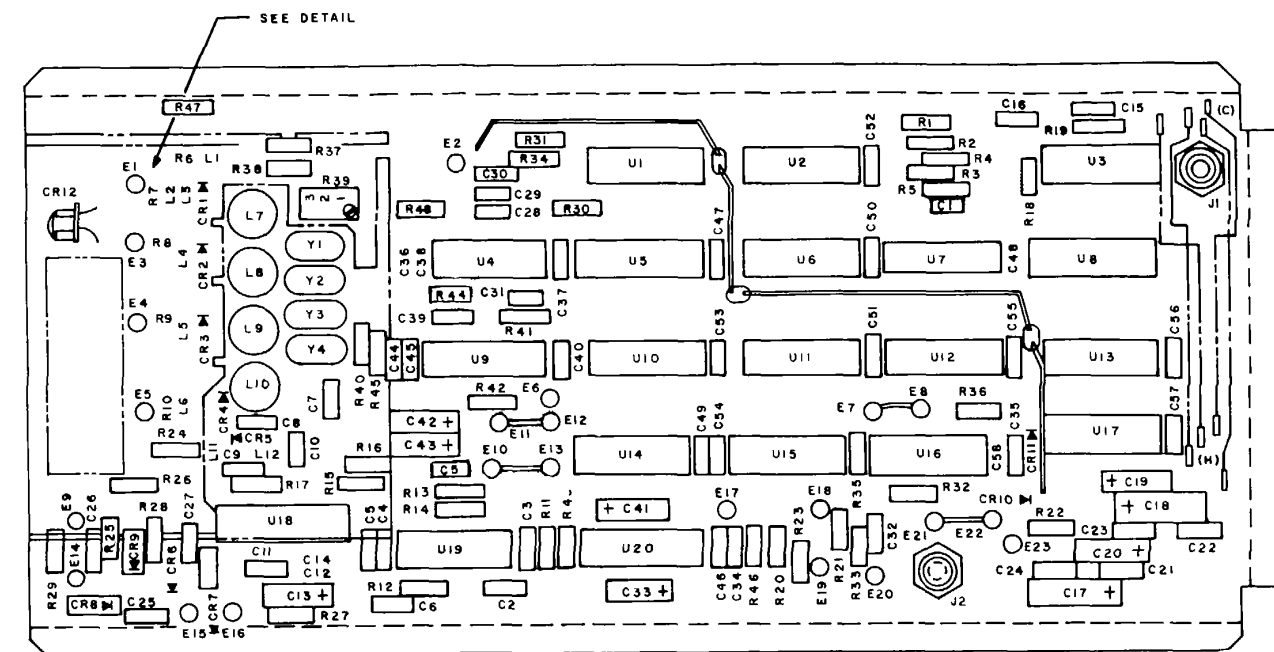 SEE DETAIL
R47
C16
C15
(C)
R1
R19
E2
R31
C52
R37
R2
R6 L1
R34
U1
U2
R4
U3
E1
R38
C30
R3
CR12
R7
L2
L3
CR1
R39
3 2 1
C29
R5
R18
L7
R48
C28
R30
C1
J1
Y1
C47
C50
R8
E3
L4
CR2
L8
C36
C38
U4
U5
U6
U7
C48
U8
Y2
R44
C31
C37
E4
Y3
C39
R41
C53
C51
C55
C56
R9
L5
CR3
L9
Y4
C44
C45
U9
C40
U10
U11
U12
U13
L10
R40
R45
R42
E6
E8
R36
C57
E5
R10
L6
CR4
C7
E7
C8
C42 +
E11
E12
C49
C54
C35
CR11
U17
R24
CR5
C43 +
E10
E13
L11
C9
L12
C10
R16
C5
U14
U15
U16
C58
(H)
R26
R17
R15
R13
R32
CR10
+ C19
E9
C26
R28
C27
R14
E17
E18
R35
+ C18
U18
C5
C4
C3
R11
+ C41
R23
E21
E22
R22
C23
R25
CR9
CR6
U19
U20
C32
E23
C20 +
C22
R29
E14
C11
C14
C12
R12
C46
C34
R46
R20
R21
R33
C24
C21
CR8
C25
CR7
C13 +
C6
C2
C33 +
E19
E20
J2
C17 +
E15
E16
R27